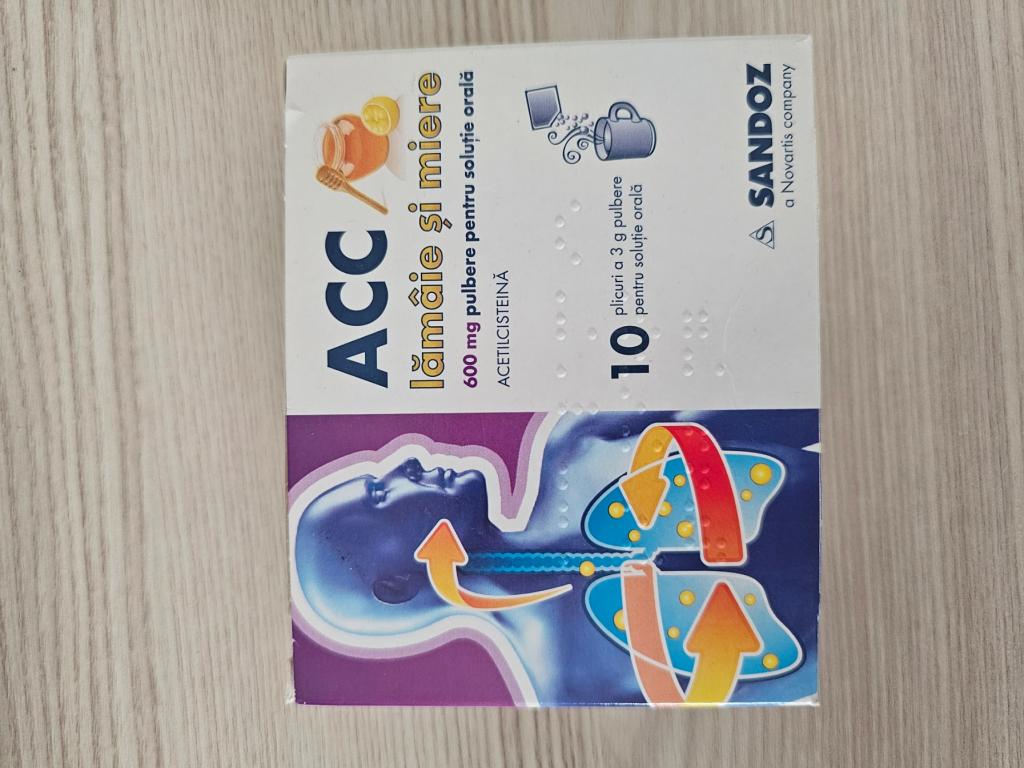 ACC
lămâie și miere
600 mg pulbere pentru soluție orală
ACETILCISTEINĂ
10 plicuri a 3 g pulbere
pentru soluție orală
SANDOZ
a Novartis company